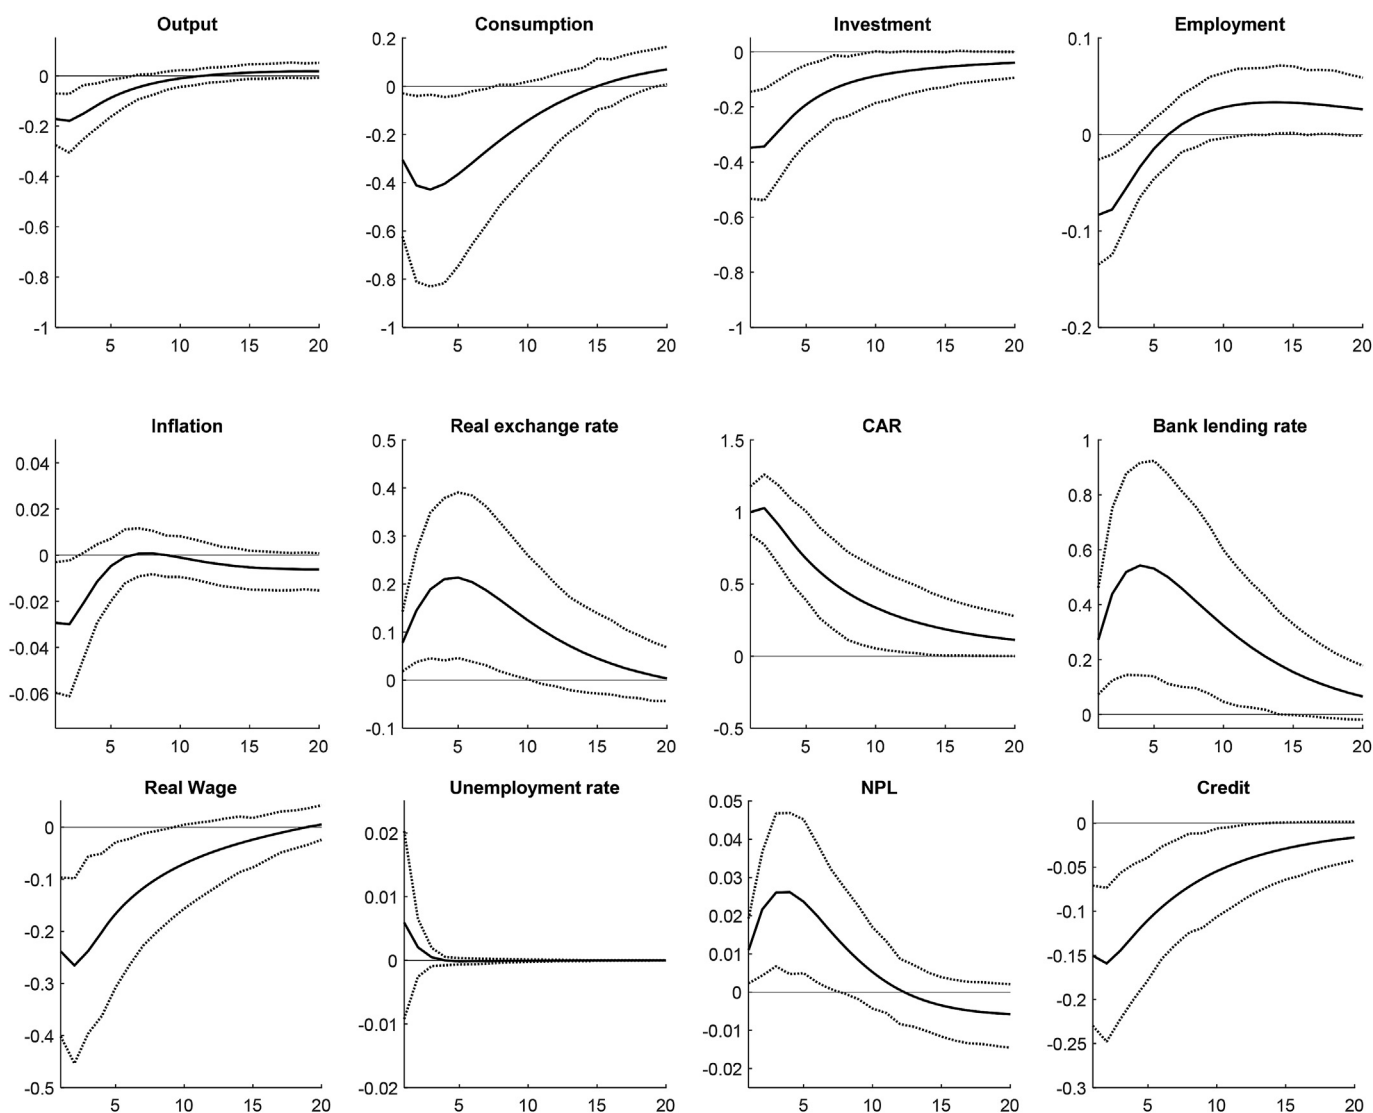 Output Consumption Investment Employment
0 -0.2 -0.4 -0.6 -0.8 -1
5 10 15 20
0.2 0 -0.2 -0.4 -0.6 -0.8 -1
5 10 15 20
0 -0.2 -0.4 -0.6 -0.8 -1
5 10 15 20
0.1 0 -0.1 -0.2
5 10 15 20
Inflation Real exchange rate CAR Bank lending rate
0.04 0.02 0 -0.02 -0.04 -0.06
5 10 15 20
0.5 0.4 0.3 0.2 0.1 0 -0.1
5 10 15 20
1.5 1 0.5 0 -0.5
5 10 15 20
1 0.8 0.6 0.4 0.2 0
5 10 15 20
Real Wage Unemployment rate NPL Credit
0 -0.1 -0.2 -0.3 -0.4 -0.5
5 10 15 20
0.02 0.01 0 -0.01 -0.02
5 10 15 20
0.05 0.04 0.03 0.02 0.01 0 -0.01 -0.02
5 10 15 20
0 -0.05 -0.1 -0.15 -0.2 -0.25 -0.3
5 10 15 20